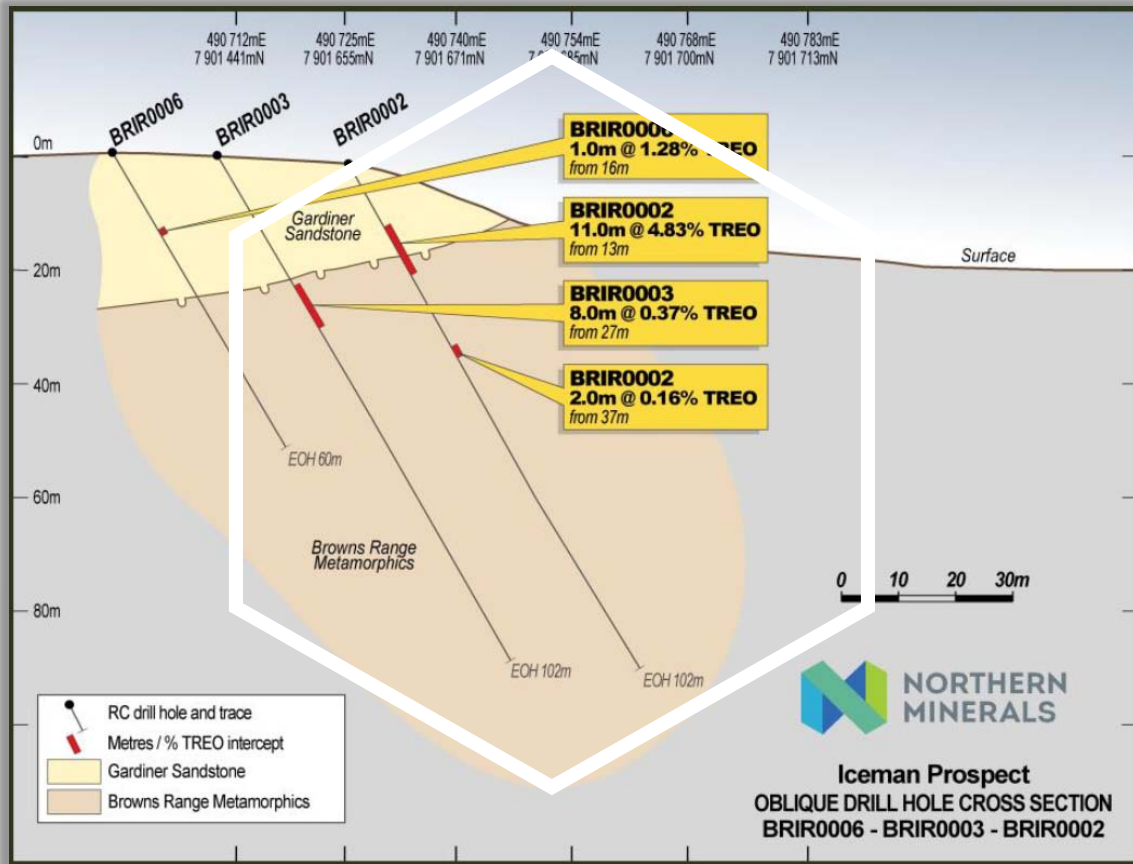 490 712mE 490 725mE 490 740mE 490 754mE 490 768mE 490 783mE
7 901 441mN 7 901 655mN 7 901 671mN 7 901 685mN 7 901 700mN 7 901 713mN
BRIR0006
BRIR0003
BRIR0002
0m
BRIR0006
1.0m @ 1.28% TREO
from 16m
Gardiner
Sandstone
BRIR0002
11.0m @ 4.83% TREO
from 13m
Surface
20m
BRIR0003
8.0m @ 0.37% TREO
from 27m
40m
BRIR0002
2.0m @ 0.16% TREO
from 37m
EOH 60m
60m
Browns Range
Metamorphics
0 10 20 30m
80m
EOH 102m
EOH 102m
NORTHERN
MINERALS
RC drill hole and trace
Metres / % TREO intercept
Gardiner Sandstone
Browns Range Metamorphics
Iceman Prospect
OBLIQUE DRILL HOLE CROSS SECTION
BRIR0006 - BRIR0003 - BRIR0002